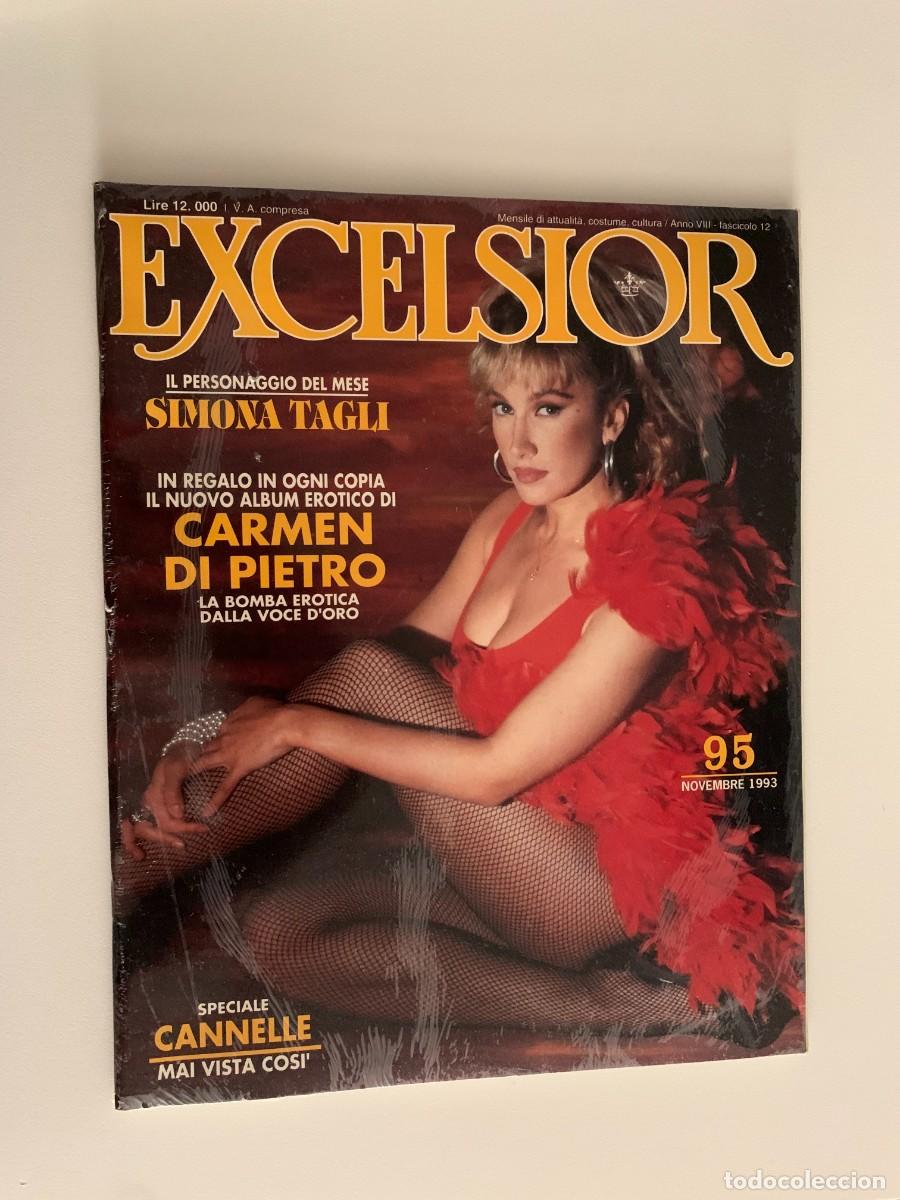 Lire 12.000 I.V.A. compresa
Mensile di attualità, costume, cultura / Anno VIII - fascicolo 12
EXCELSIOR
IL PERSONAGGIO DEL MESE
SIMONA TAGLI
IN REGALO IN OGNI COPIA
IL NUOVO ALBUM EROTICO DI
CARMEN
DI PIETRO
LA BOMBA EROTICA
DALLA VOCE D'ORO
95
NOVEMBRE 1993
SPECIALE
CANNELLE
MAI VISTA COSI'
todocoleccion